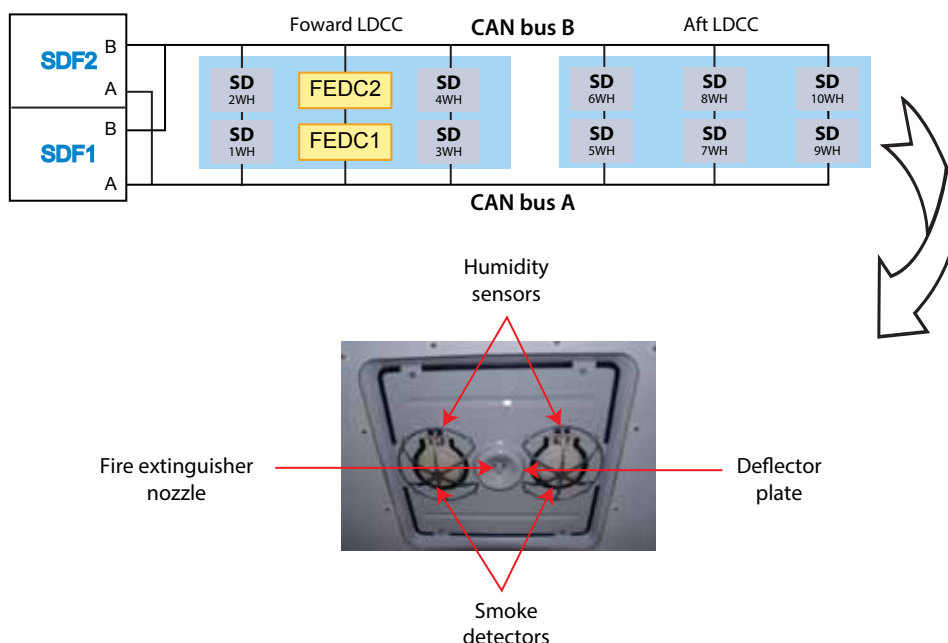 Foward LDCC
CAN bus B
Aft LDCC
SDF2
B
A
SDF1
B
A
SD
2WH
FEDC2
SD
4WH
SD
6WH
SD
8WH
SD
10WH
SD
1WH
FEDC1
SD
3WH
SD
5WH
SD
7WH
SD
9WH
CAN bus A
Humidity
sensors
Fire extinguisher
nozzle
Deflector
plate
Smoke
detectors